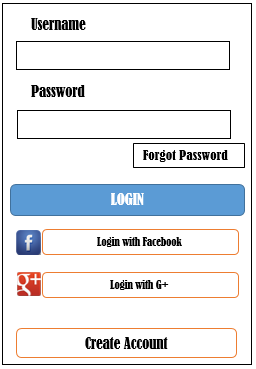 Username
Password
Forgot Password
LOGIN
f Login with Facebook
g+ Login with G+
Create Account